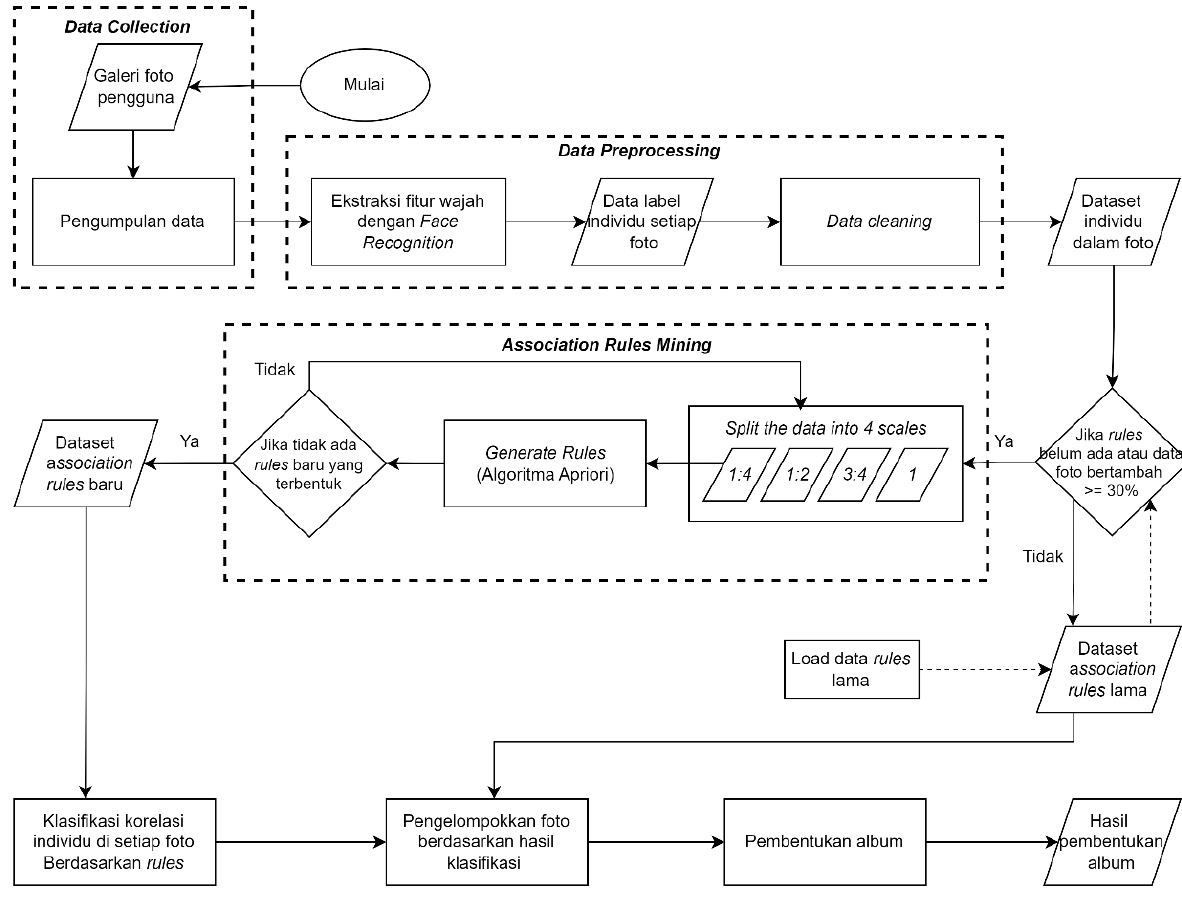 Data Collection
Galeri foto
pengguna
Mulai
Pengumpulan data
Data Preprocessing
Ekstraksi fitur wajah
dengan Face
Recognition
Data label
individu setiap
foto
Data cleaning
Dataset
individu
dalam foto
Association Rules Mining
Jika rules
belum ada atau data
foto bertambah
>= 30%
Ya
Tidak
Split the data into 4 scales
1:4
1:2
3:4
1
Generate Rules
(Algoritma Apriori)
Jika tidak ada
rules baru yang
terbentuk
Tidak
Ya
Dataset
association
rules baru
Load data rules
lama
Dataset
association
rules lama
Klasifikasi korelasi
individu di setiap foto
Berdasarkan rules
Pengelompokkan foto
berdasarkan hasil
klasifikasi
Pembentukan album
Hasil
pembentukan
album